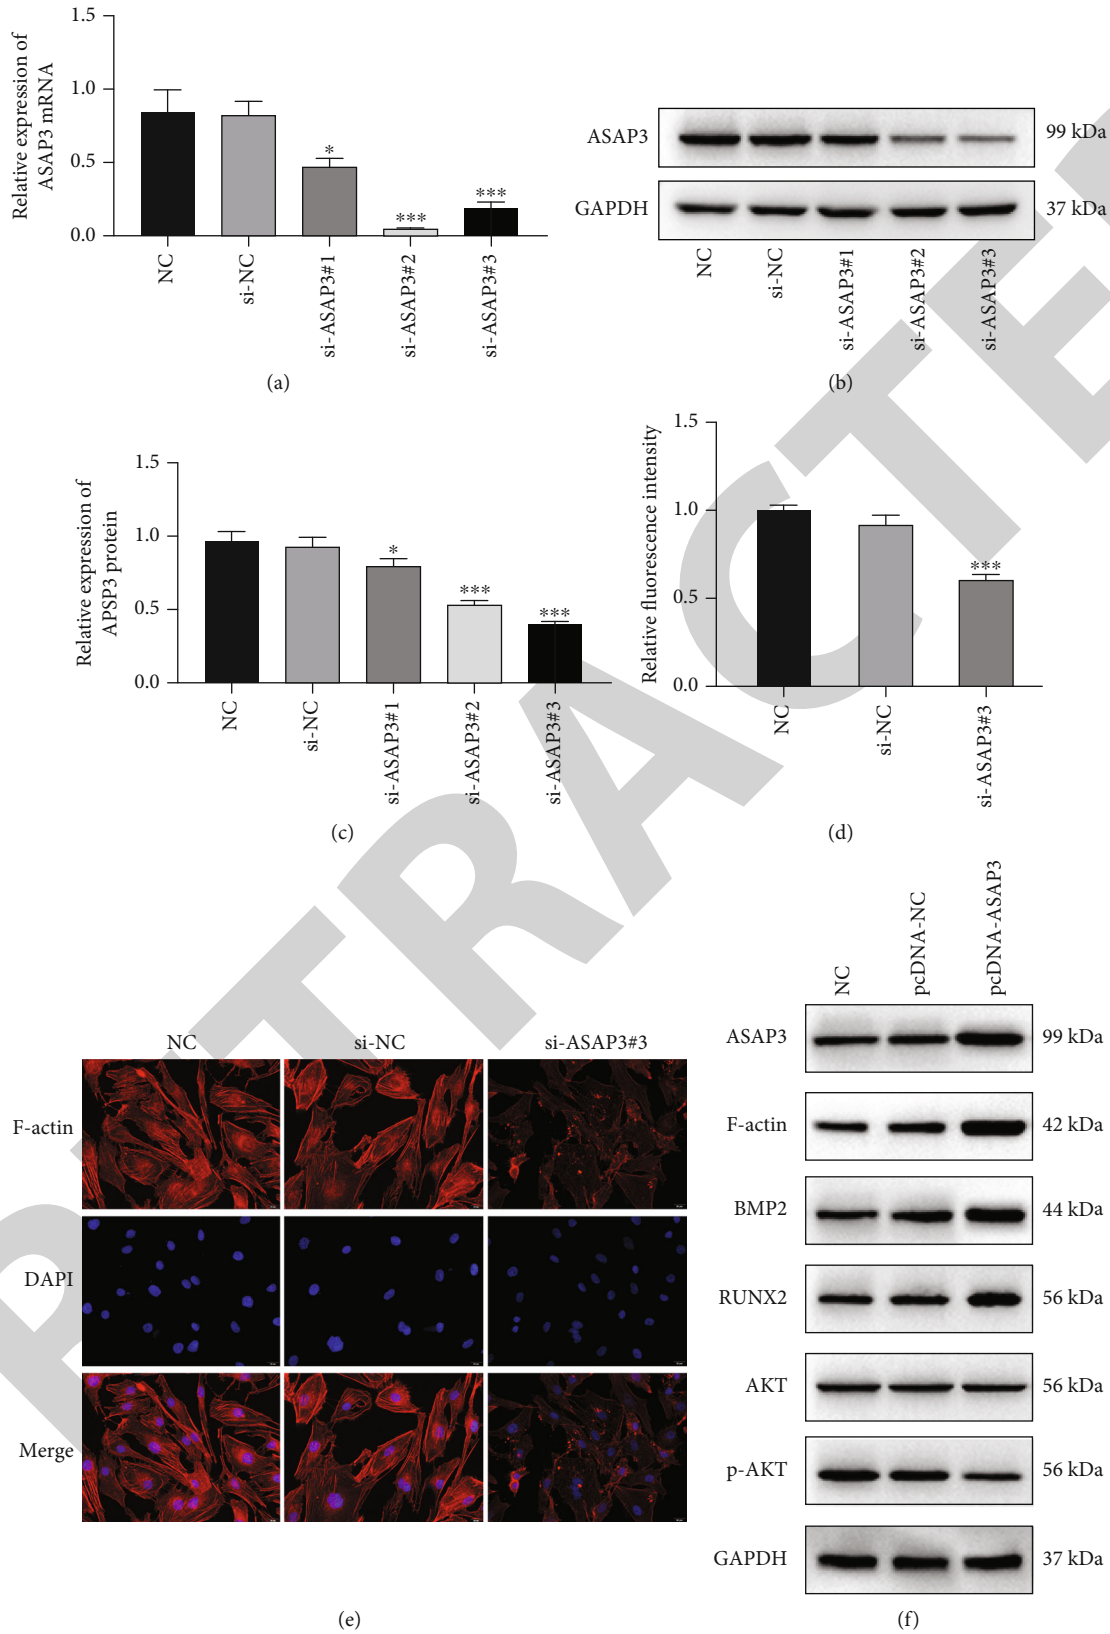 Relative expression of
ASAP3 mRNA
1.5
1.0
0.5
0.0
*
***
***
NC
si-NC
si-ASAP3#1
si-ASAP3#2
si-ASAP3#3
(a)
ASAP3
99 kDa
GAPDH
37 kDa
NC
si-NC
si-ASAP3#1
si-ASAP3#2
si-ASAP3#3
(b)
Relative expression of
APSP3 protein
1.5
1.0
0.5
0.0
*
***
***
NC
si-NC
si-ASAP3#1
si-ASAP3#2
si-ASAP3#3
(c)
Relative fluorescence intensity
1.5
1.0
0.5
0.0
***
NC
si-NC
si-ASAP3#3
(d)
NC si-NC si-ASAP3#3
F-actin
DAPI
Merge
(e)
NC
pcDNA-NC
pcDNA-ASAP3
ASAP3 99 kDa
F-actin 42 kDa
BMP2 44 kDa
RUNX2 56 kDa
AKT 56 kDa
p-AKT 56 kDa
GAPDH 37 kDa
(f)